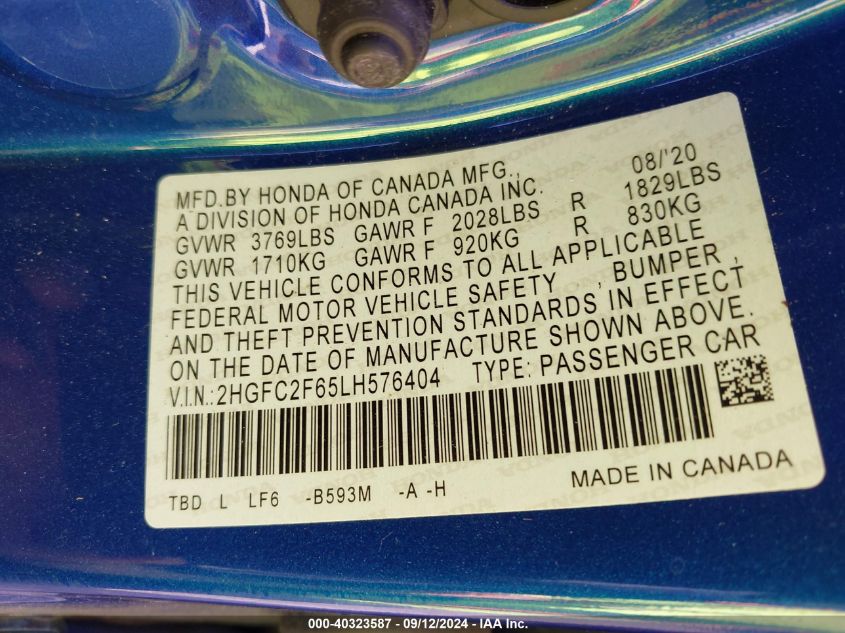 MFD.BY HONDA OF CANADA MFG., 08/'20
A DIVISION OF HONDA CANADA INC.
GVWR 3769LBS GAWR F 2028LBS R 1829LBS
GVWR 1710KG GAWR F 920KG R 830KG
THIS VEHICLE CONFORMS TO ALL APPLICABLE
FEDERAL MOTOR VEHICLE SAFETY , BUMPER ,
AND THEFT PREVENTION STANDARDS IN EFFECT
ON THE DATE OF MANUFACTURE SHOWN ABOVE.
V.I.N.: 2HGFC2F65LH576404 TYPE: PASSENGER CAR
TBD L LF6 -B593M -A -H MADE IN CANADA
000-40323587 - 09/12/2024 - IAA Inc.